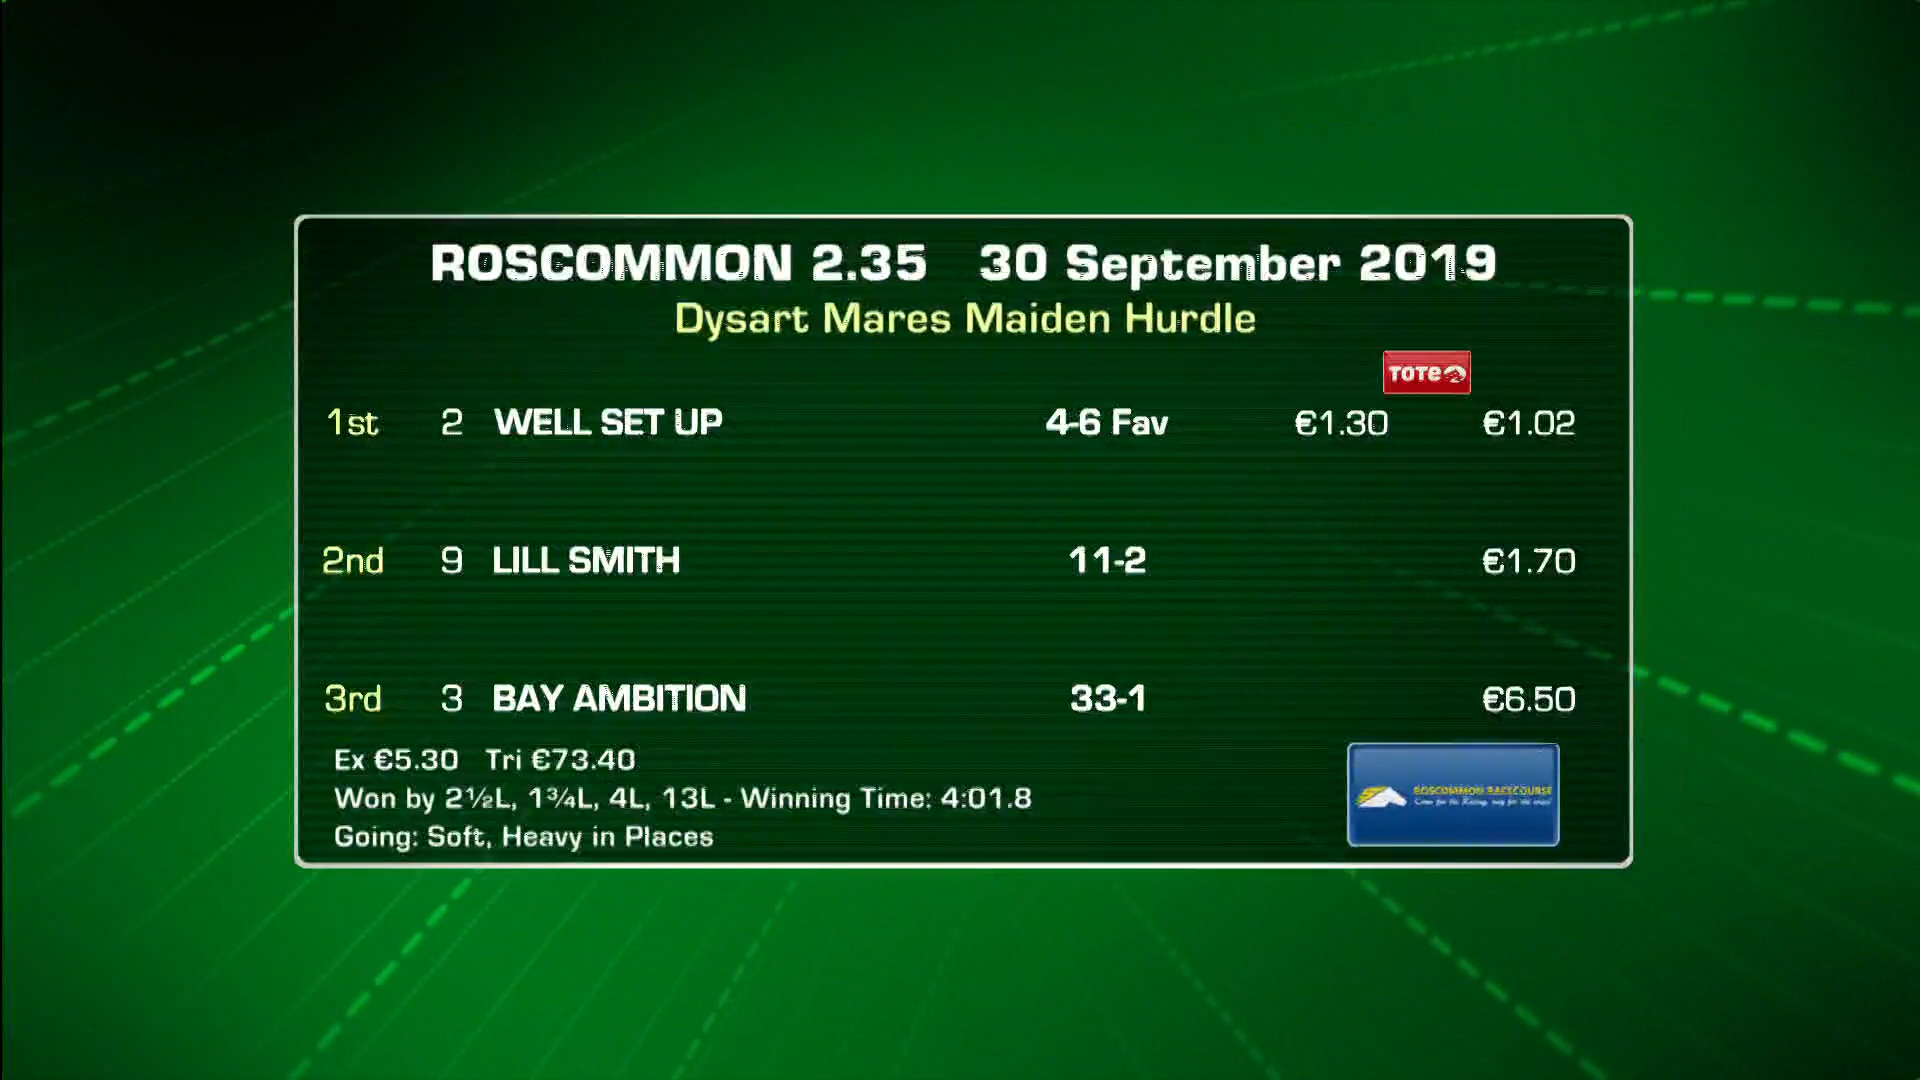 ROSCOMMON 2.35 30 September 2019
Dysart Mares Maiden Hurdle
TOTE
1st 2 WELL SET UP 4-6 Fav €1.30 €1.02
2nd 9 LILL SMITH 11-2 €1.70
3rd 3 BAY AMBITION 33-1 €6.50
Ex €5.30 Tri €73.40
Won by 2½L, 1¾L, 4L, 13L - Winning Time: 4:01.8
Going: Soft, Heavy in Places
ROSCOMMON RACECOURSE